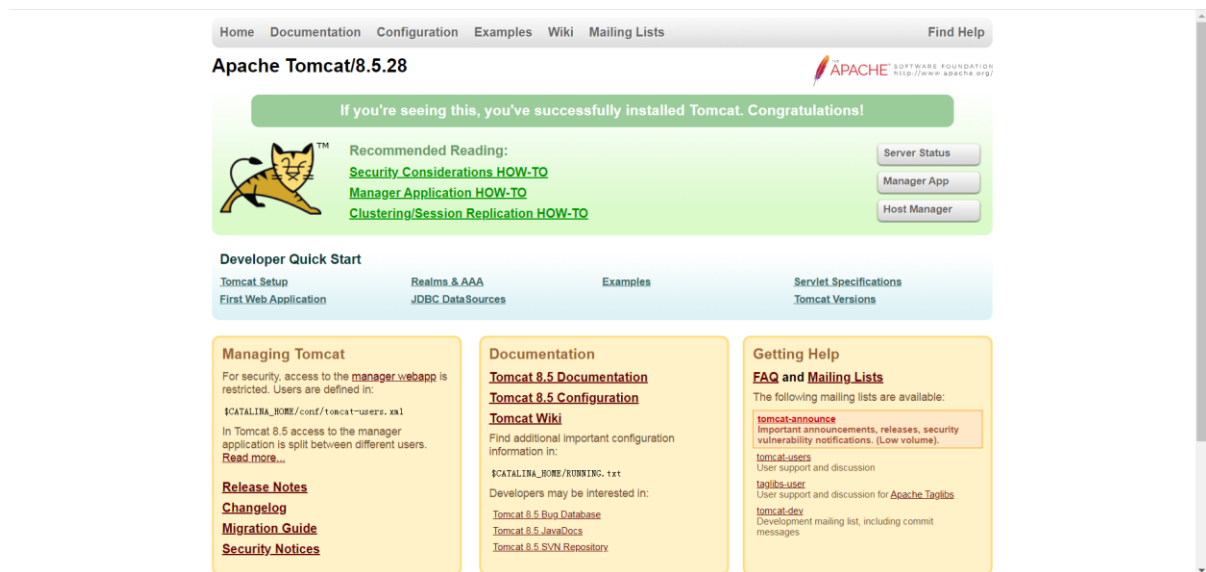 Home Documentation Configuration Examples Wiki Mailing Lists Find Help
Apache Tomcat/8.5.28
THE
APACHE™ SOFTWARE FOUNDATION
http://www.apache.org/
If you're seeing this, you've successfully installed Tomcat. Congratulations!
TM
Recommended Reading:
Security Considerations HOW-TO
Manager Application HOW-TO
Clustering/Session Replication HOW-TO
Server Status
Manager App
Host Manager
Developer Quick Start
Tomcat Setup
First Web Application
Realms & AAA
JDBC DataSources
Examples
Servlet Specifications
Tomcat Versions
Managing Tomcat
For security, access to the manager webapp is
restricted. Users are defined in:
$CATALINA_HOME/conf/tomcat-users.xml
In Tomcat 8.5 access to the manager
application is split between different users.
Read more...
Release Notes
Changelog
Migration Guide
Security Notices
Documentation
Tomcat 8.5 Documentation
Tomcat 8.5 Configuration
Tomcat Wiki
Find additional important configuration
information in:
$CATALINA_HOME/RUNNING.txt
Developers may be interested in:
Tomcat 8.5 Bug Database
Tomcat 8.5 JavaDocs
Tomcat 8.5 SVN Repository
Getting Help
FAQ and Mailing Lists
The following mailing lists are available:
tomcat-announce
Important announcements, releases, security
vulnerability notifications. (Low volume).
tomcat-users
User support and discussion
taglibs-user
User support and discussion for Apache Taglibs
tomcat-dev
Development mailing list, including commit
messages